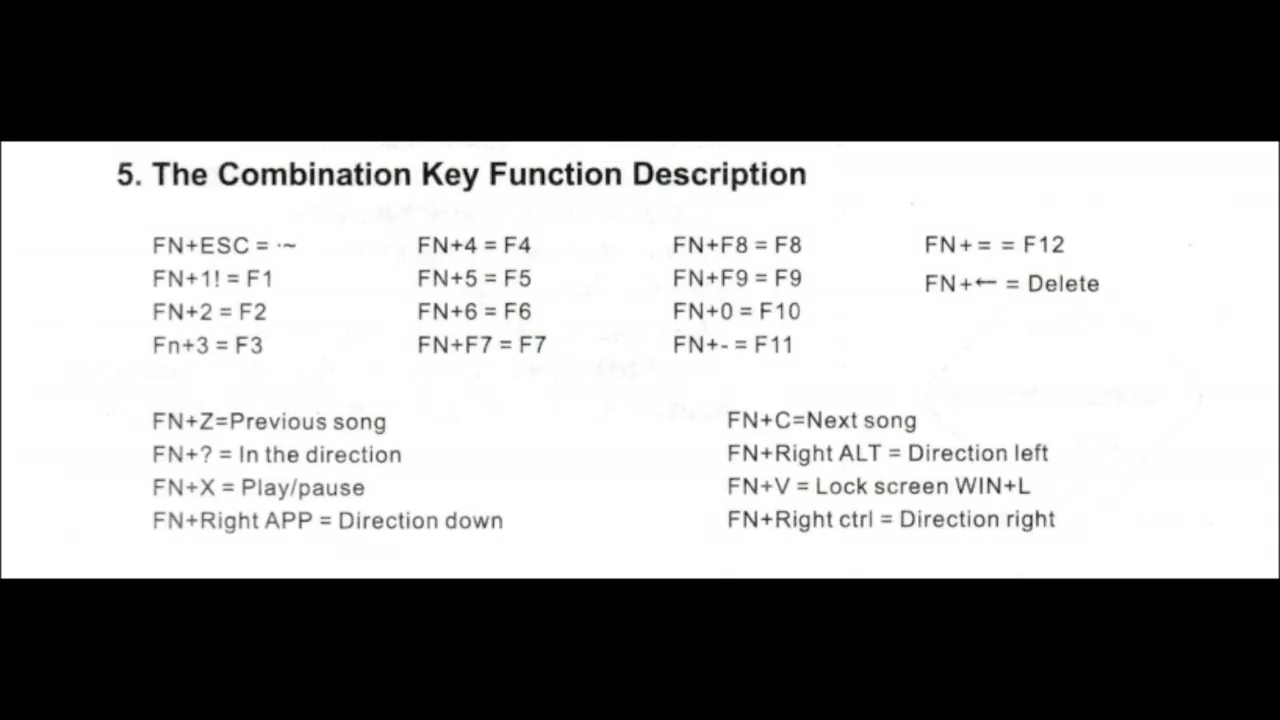 5. The Combination Key Function Description
FN+ESC = ·~
FN+1! = F1
FN+2 = F2
Fn+3 = F3
FN+4 = F4
FN+5 = F5
FN+6 = F6
FN+F7 = F7
FN+F8 = F8
FN+F9 = F9
FN+0 = F10
FN+- = F11
FN+= = F12
FN+← = Delete
FN+Z=Previous song
FN+? = In the direction
FN+X = Play/pause
FN+Right APP = Direction down
FN+C=Next song
FN+Right ALT = Direction left
FN+V = Lock screen WIN+L
FN+Right ctrl = Direction right